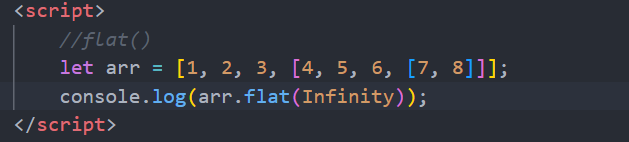 <script>
//flat()
let arr = [1, 2, 3, [4, 5, 6, [7, 8]]];
console.log(arr.flat(Infinity));
</script>